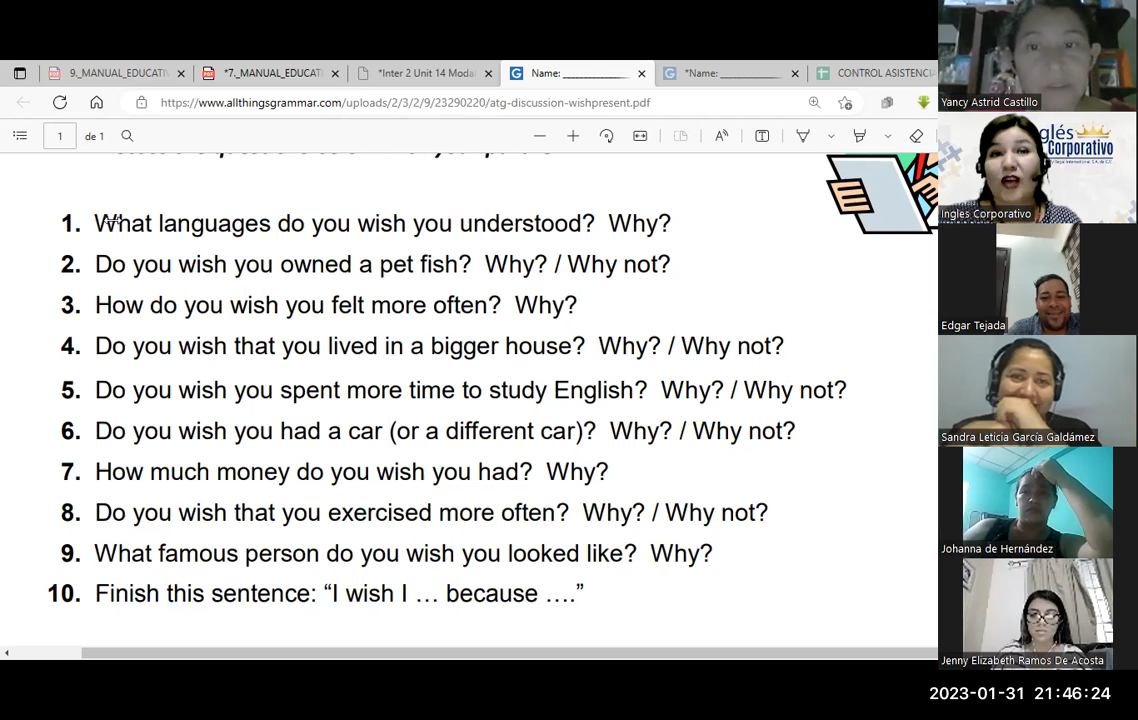 9._MANUAL_EDUCATIV
*7._MANUAL_EDUCAT
*Inter 2 Unit 14 Modal
Name: ______________
*Name: ______________
CONTROL ASISTENCIA
https://www.allthingsgrammar.com/uploads/2/3/2/9/23290220/atg-discussion-wishpresent.pdf
1 de 1
1. What languages do you wish you understood? Why?
2. Do you wish you owned a pet fish? Why? / Why not?
3. How do you wish you felt more often? Why?
4. Do you wish that you lived in a bigger house? Why? / Why not?
5. Do you wish you spent more time to study English? Why? / Why not?
6. Do you wish you had a car (or a different car)? Why? / Why not?
7. How much money do you wish you had? Why?
8. Do you wish that you exercised more often? Why? / Why not?
9. What famous person do you wish you looked like? Why?
10. Finish this sentence: “I wish I … because ….”
Yancy Astrid Castillo
glés
Corporativo
Ingles Corporativo
Edgar Tejada
Sandra Leticia García Galdámez
Johanna de Hernández
Jenny Elizabeth Ramos De Acosta
2023-01-31 21:46:24